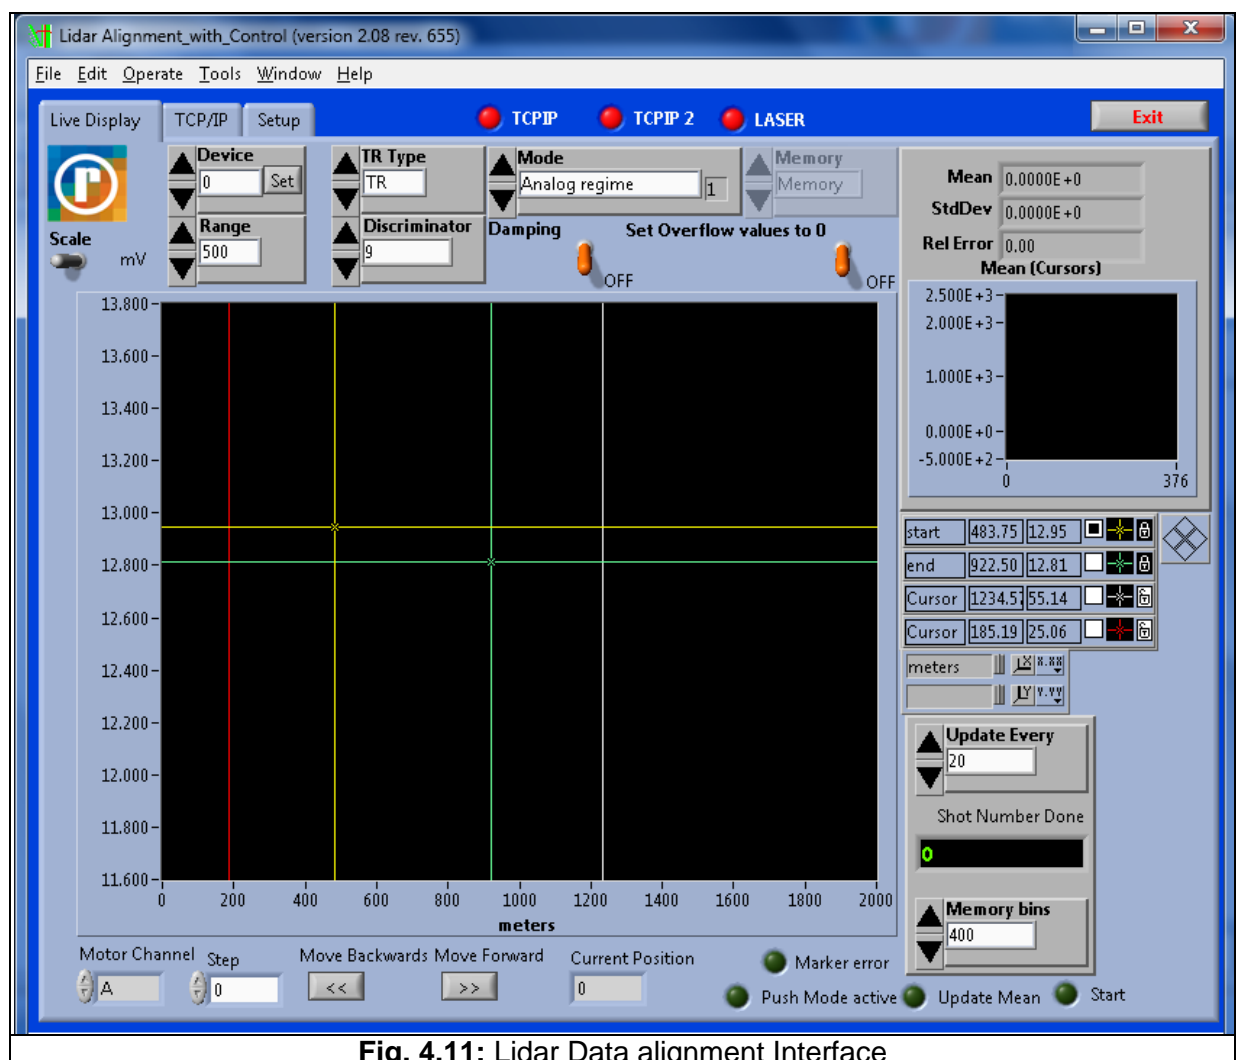 Lidar Alignment_with_Control (version 2.08 rev. 655)
File Edit Operate Tools Window Help
Live Display TCP/IP Setup TCPIP TCPIP 2 LASER Exit
Device TR Type Mode Memory
0 Set TR Analog regime 1 Memory
Range Discriminator Damping Set Overflow values to 0
500 9 OFF OFF
Scale
mV
Mean 0.0000E+0
StdDev 0.0000E+0
Rel Error 0.00
Mean (Cursors)
2.500E+3
2.000E+3
1.000E+3
0.000E+0
-5.000E+2
0 376
13.800
13.600
13.400
13.200
13.000
12.800
12.600
12.400
12.200
12.000
11.800
11.600
0 200 400 600 800 1000 1200 1400 1600 1800 2000
meters
start 483.75 12.95
end 922.50 12.81
Cursor 1234.57 55.14
Cursor 185.19 25.06
meters X 8.88
Y Y.YY
Update Every
20
Shot Number Done
0
Memory bins
400
Motor Channel Step Move Backwards Move Forward Current Position Marker error
A 0 << >> 0 Push Mode active Update Mean Start
Fig. 4.11: Lidar Data alignment Interface